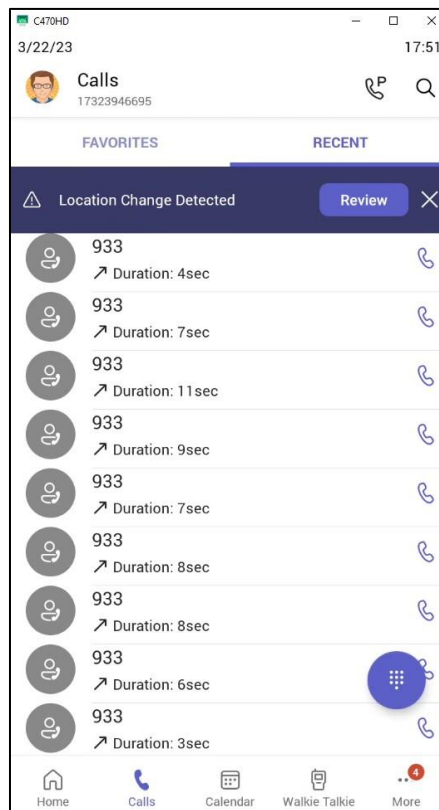 C470HD
3/22/23 17:51
Calls
17323946695
P
FAVORITES RECENT
Location Change Detected Review
933
Duration: 4sec
933
Duration: 7sec
933
Duration: 11sec
933
Duration: 9sec
933
Duration: 7sec
933
Duration: 8sec
933
Duration: 8sec
933
Duration: 6sec
933
Duration: 3sec
4
Home Calls Calendar Walkie Talkie More